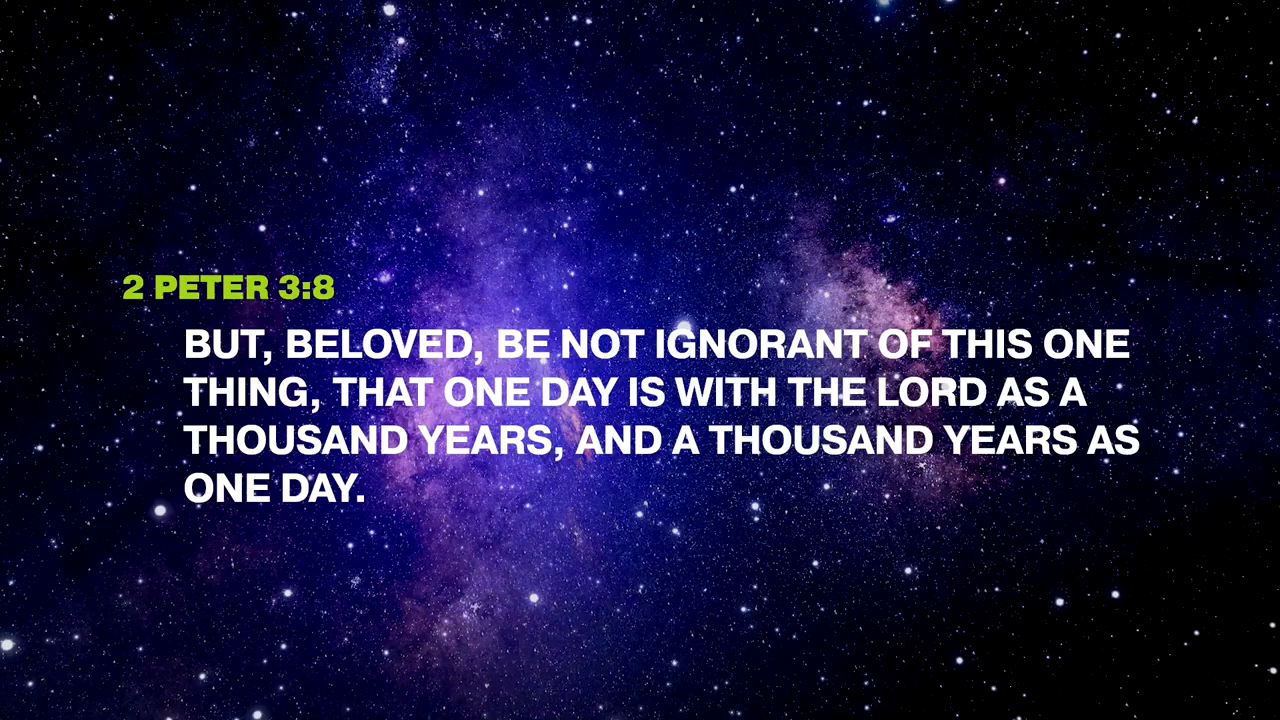 2 PETER 3:8
BUT, BELOVED, BE NOT IGNORANT OF THIS ONE
THING, THAT ONE DAY IS WITH THE LORD AS A
THOUSAND YEARS, AND A THOUSAND YEARS AS
ONE DAY.